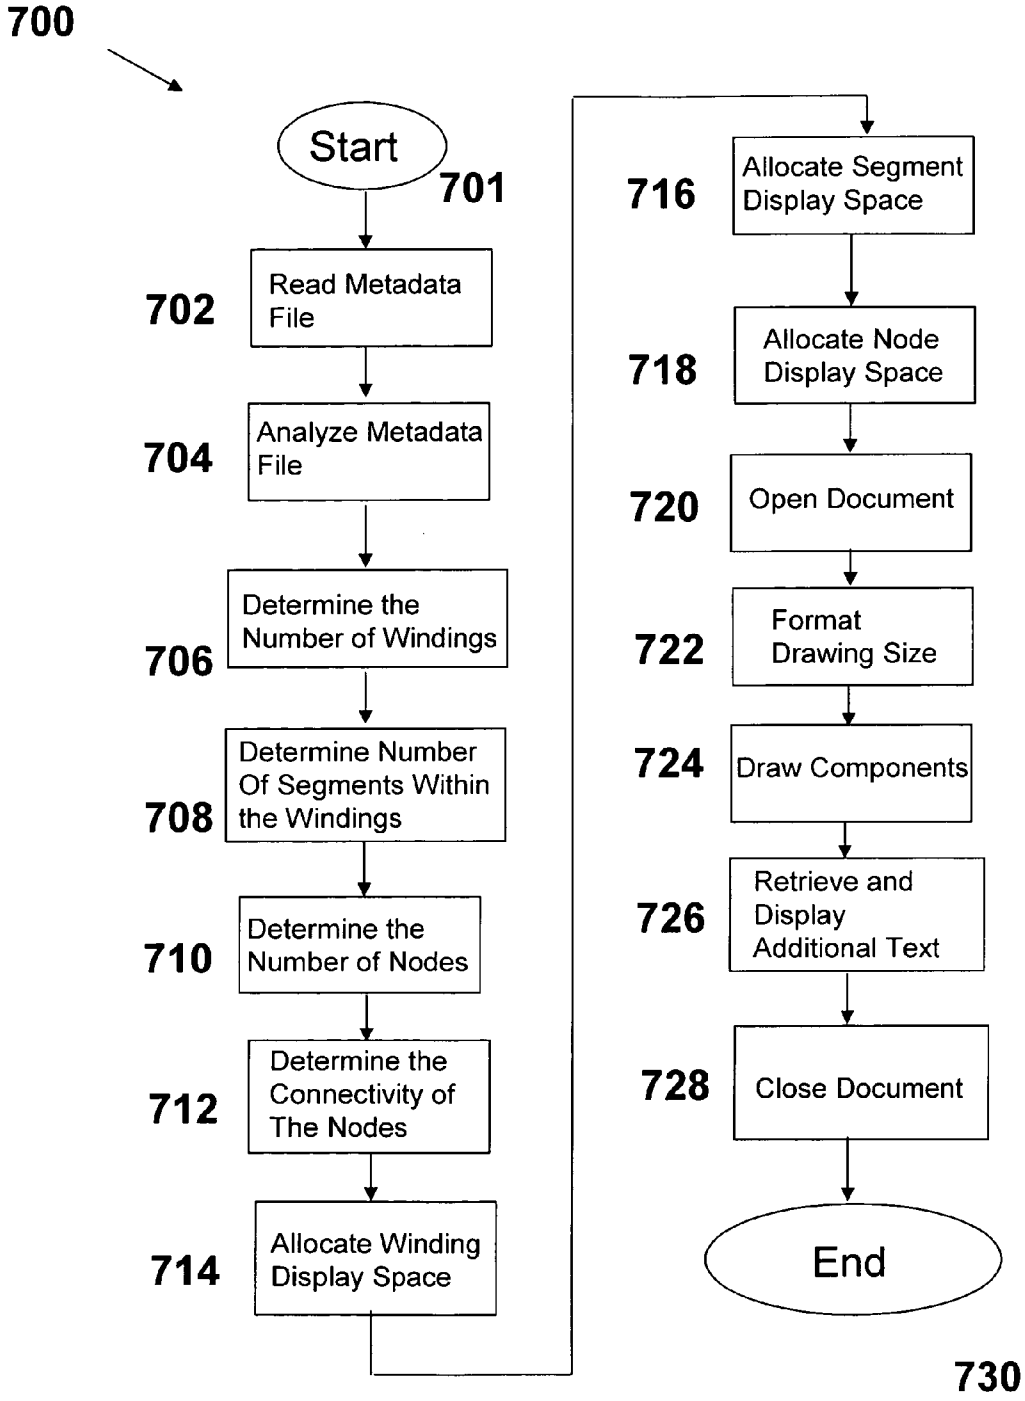 700
Start
701
702
Read Metadata
File
704
Analyze Metadata
File
706
Determine the
Number of Windings
708
Determine Number
Of Segments Within
the Windings
710
Determine the
Number of Nodes
712
Determine the
Connectivity of
The Nodes
714
Allocate Winding
Display Space
716
Allocate Segment
Display Space
718
Allocate Node
Display Space
720
Open Document
722
Format
Drawing Size
724
Draw Components
726
Retrieve and
Display
Additional Text
728
Close Document
End
730